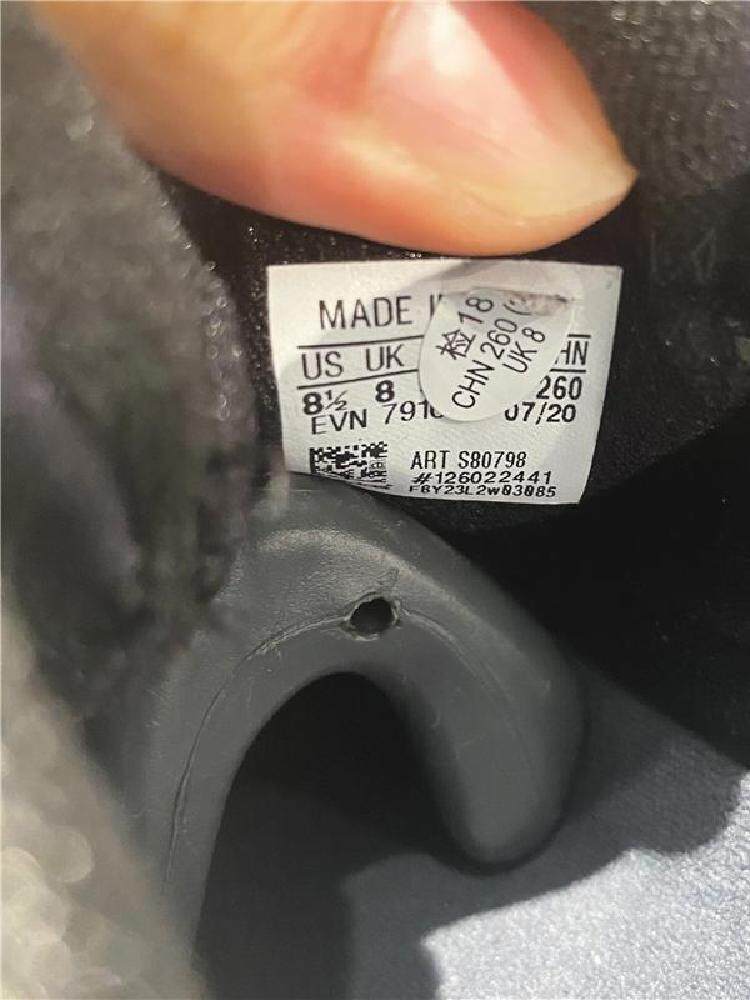 MADE
US UK HN
8½ 8 260
EVN 791 07/20
ART S80798
#126022441
F6Y23L2W03085
检 18
CHN 260
UK 8